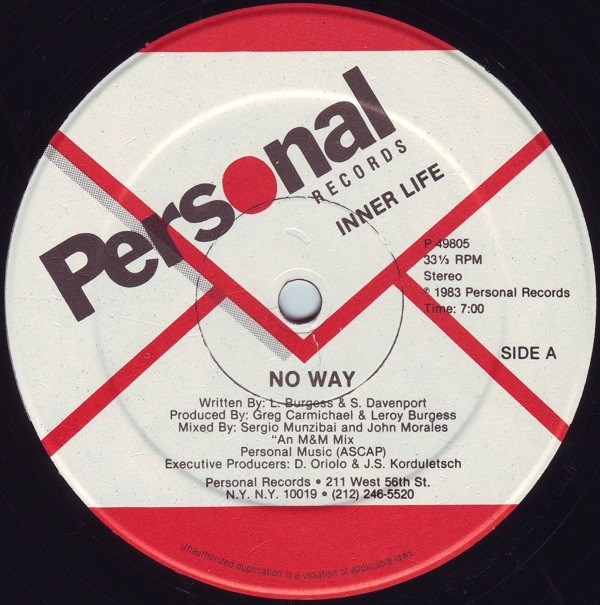 Personal
RECORDS
INNER LIFE
P 49805
33⅓ RPM
Stereo
℗ 1983 Personal Records
Time: 7:00
SIDE A
NO WAY
Written By: L. Burgess & S. Davenport
Produced By: Greg Carmichael & Leroy Burgess
Mixed By: Sergio Munzibai and John Morales
"An M&M Mix
Personal Music (ASCAP)
Executive Producers: D. Oriolo & J.S. Korduletsch
Personal Records • 211 West 56th St.
N.Y. N.Y. 10019 • (212) 246-5520
Unauthorized duplication is a violation of applicable laws